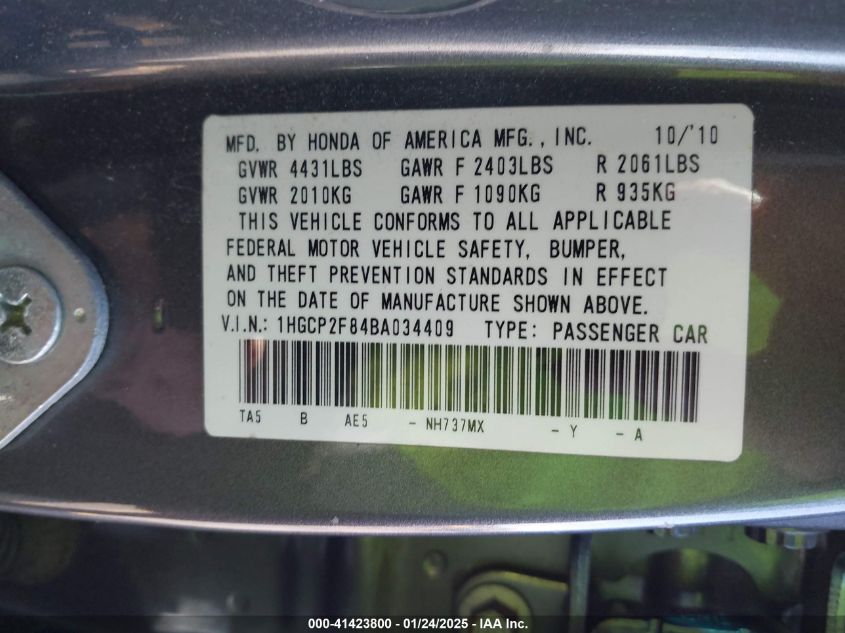 MFD. BY HONDA OF AMERICA MFG., INC. 10/'10
GVWR 4431LBS GAWR F 2403LBS R 2061LBS
GVWR 2010KG GAWR F 1090KG R 935KG
THIS VEHICLE CONFORMS TO ALL APPLICABLE
FEDERAL MOTOR VEHICLE SAFETY, BUMPER,
AND THEFT PREVENTION STANDARDS IN EFFECT
ON THE DATE OF MANUFACTURE SHOWN ABOVE.
V.I.N.: 1HGCP2F84BA034409 TYPE: PASSENGER CAR
TA5 B AE5 - NH737MX - Y - A
000-41423800 - 01/24/2025 - IAA Inc.